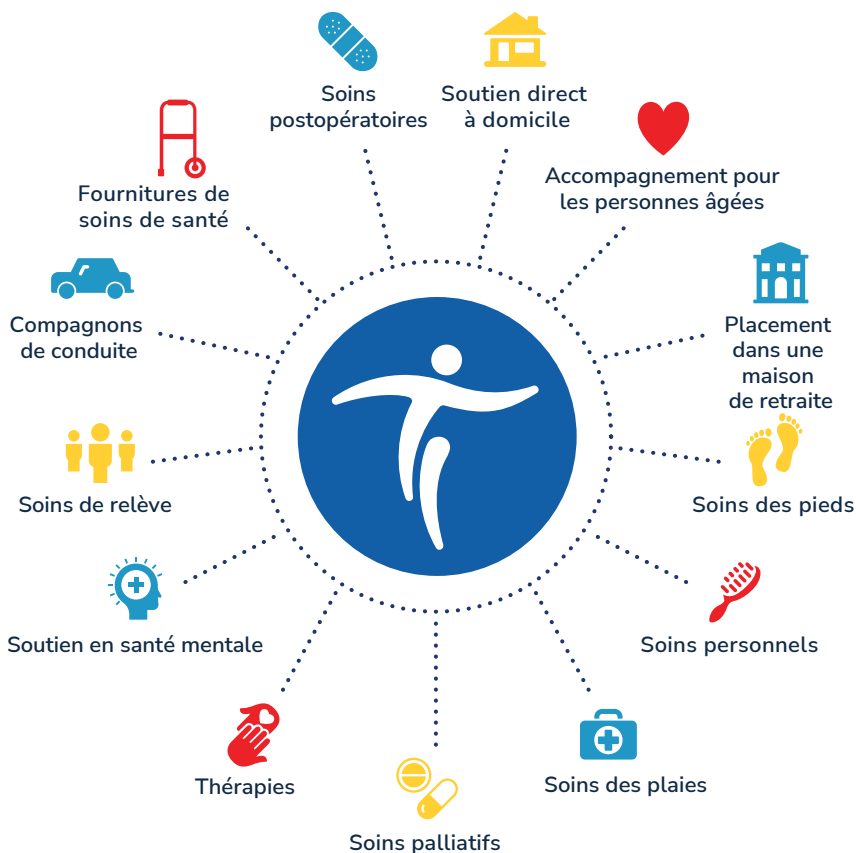 Soins
postopératoires
Soutien direct
à domicile
Accompagnement pour
les personnes âgées
Placement
dans une
maison
de retraite
Soins des pieds
Soins personnels
Soins des plaies
Soins palliatifs
Thérapies
Soutien en santé mentale
Soins de relève
Compagnons
de conduite
Fournitures de
soins de santé